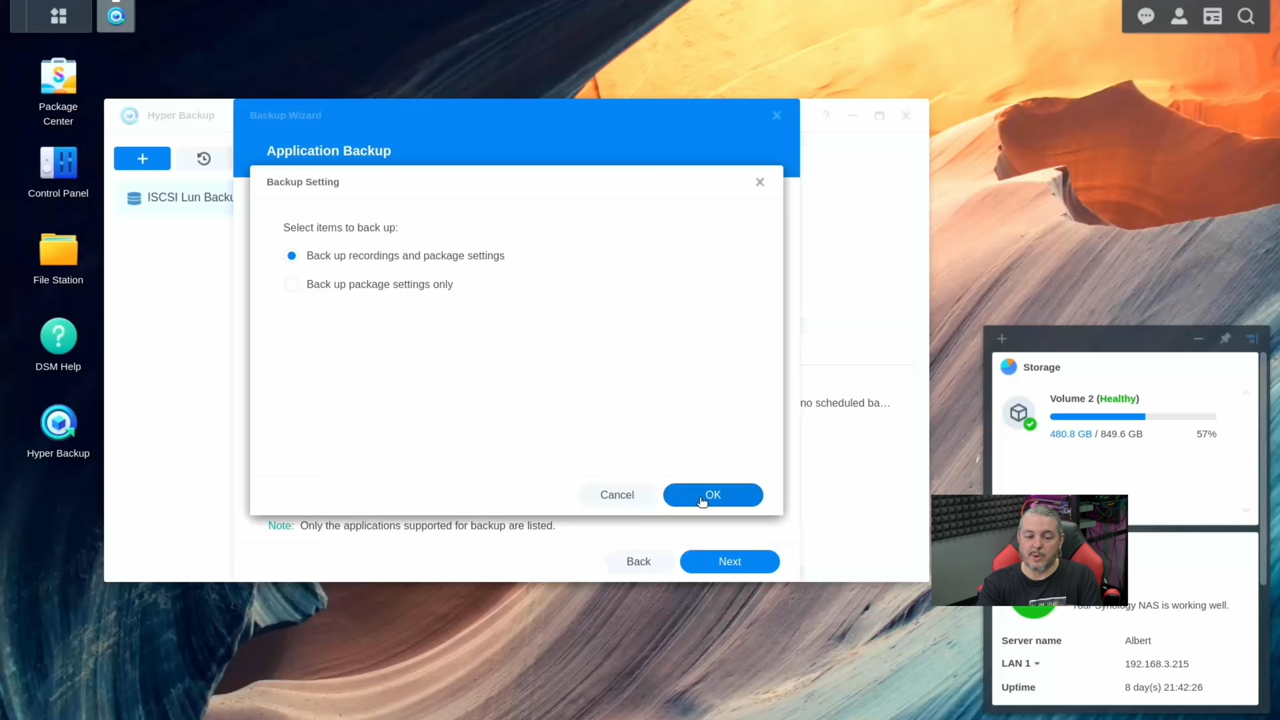 Package
Center
Control Panel
File Station
DSM Help
Hyper Backup
Hyper Backup
ISCSI Lun Backu
Backup Wizard
Application Backup
Backup Setting
Select items to back up:
Back up recordings and package settings
Back up package settings only
Cancel
OK
Note: Only the applications supported for backup are listed.
Back
Next
no scheduled ba…
Storage
Volume 2 (Healthy)
480.8 GB / 849.6 GB
57%
Your Synology NAS is working well.
Server name
Albert
LAN 1
192.168.3.215
Uptime
8 day(s) 21:42:26